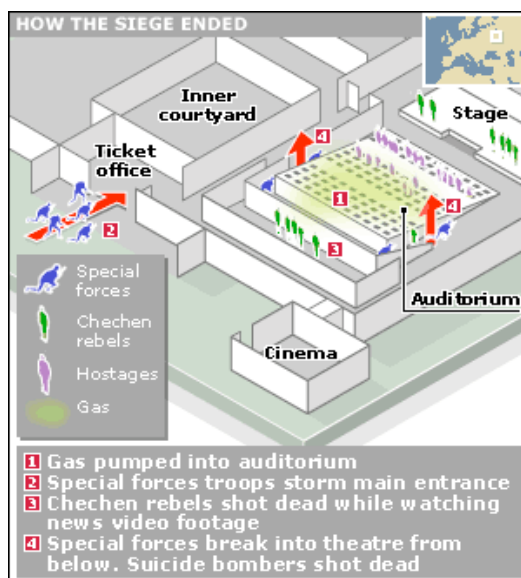 HOW THE SIEGE ENDED
Inner
courtyard
Stage
4
Ticket
office
1
4
2
3
Special
forces
Auditorium
Chechen
rebels
Cinema
Hostages
Gas
1 Gas pumped into auditorium
2 Special forces troops storm main entrance
3 Chechen rebels shot dead while watching
news video footage
4 Special forces break into theatre from
below. Suicide bombers shot dead